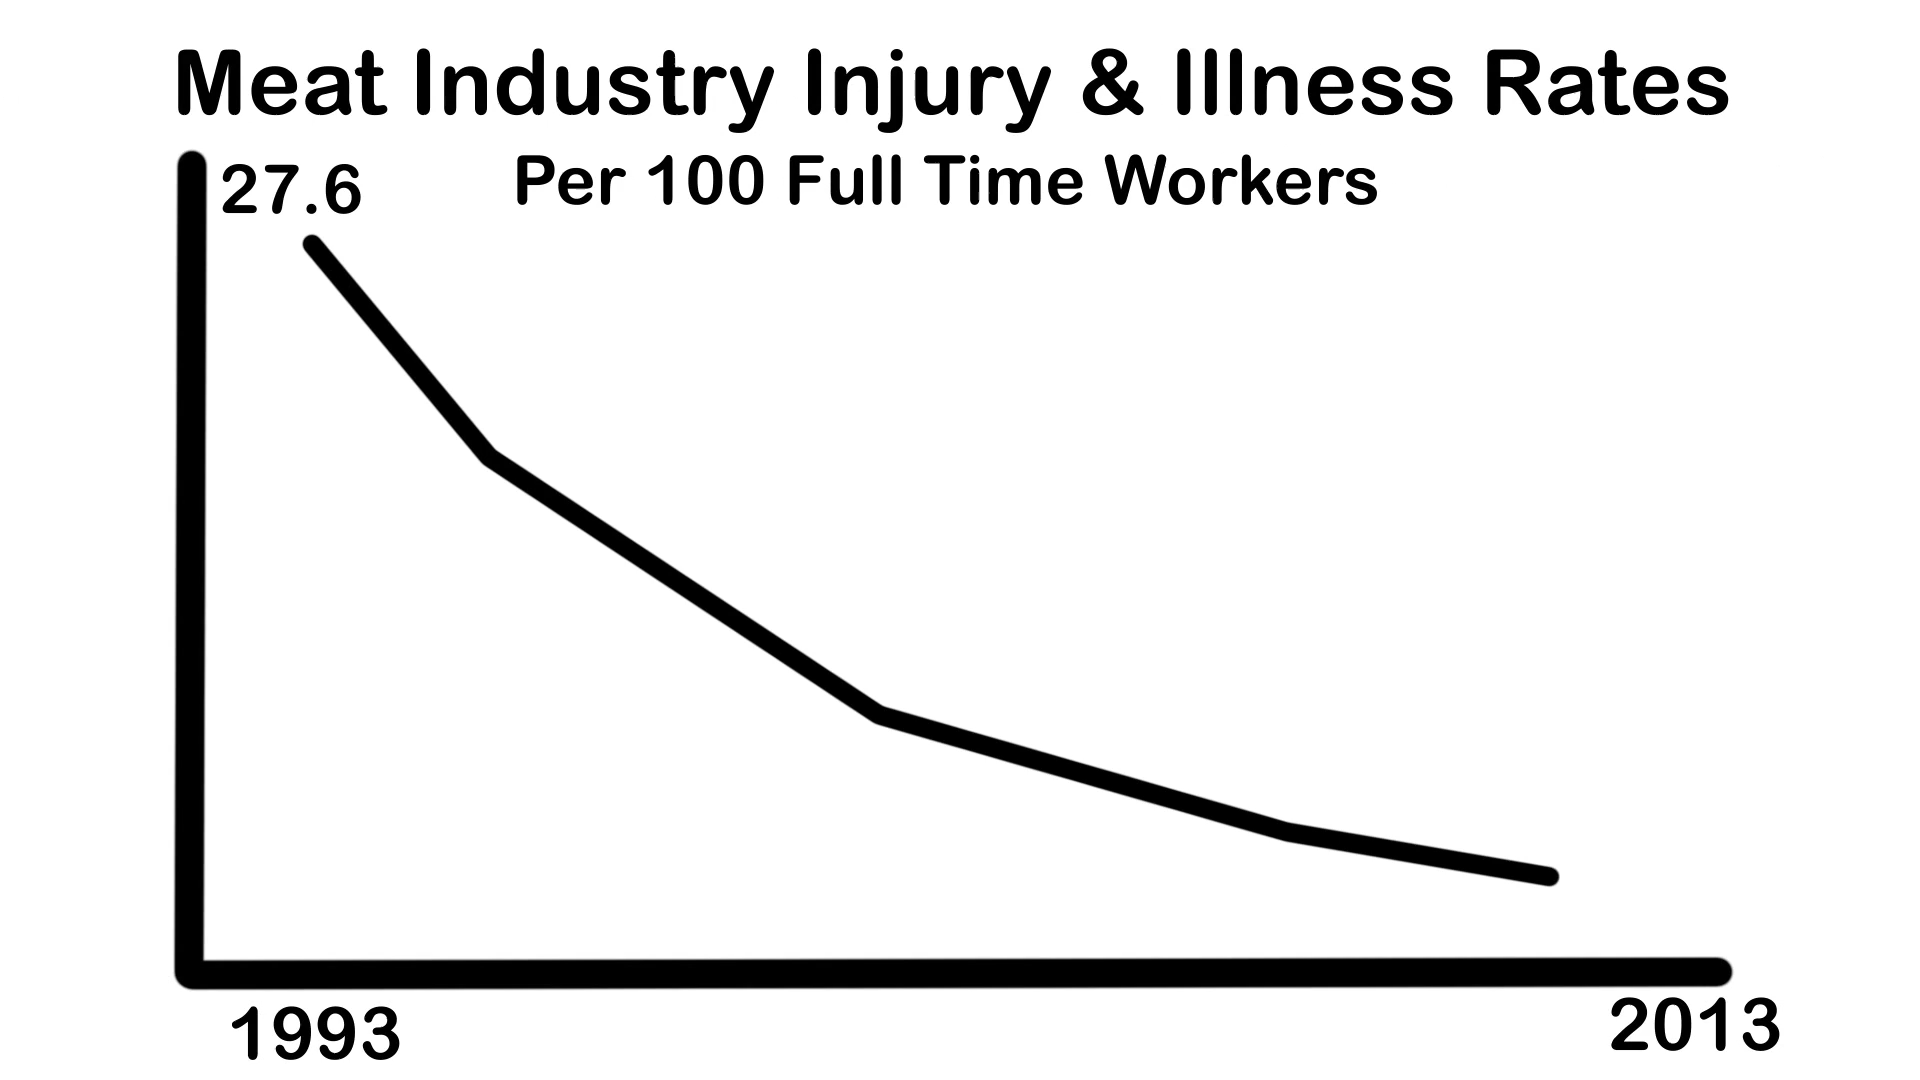 Meat Industry Injury & Illness Rates
27.6
Per 100 Full Time Workers
1993
2013